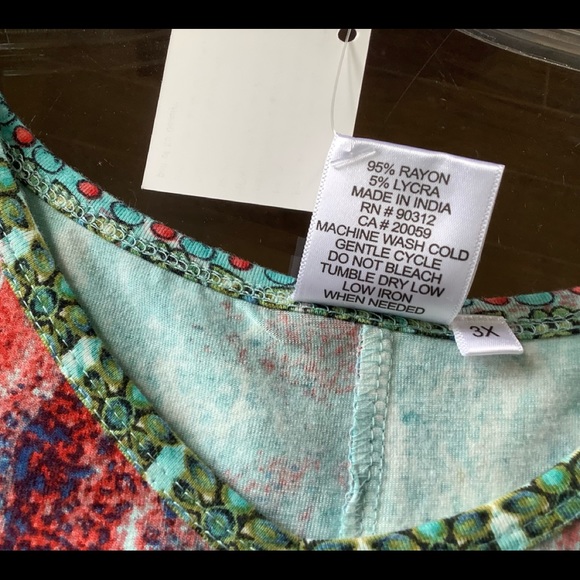 95% RAYON
5% LYCRA
MADE IN INDIA
RN # 90312
CA # 20059
MACHINE WASH COLD
GENTLE CYCLE
DO NOT BLEACH
TUMBLE DRY LOW
LOW IRON
WHEN NEEDED
3X